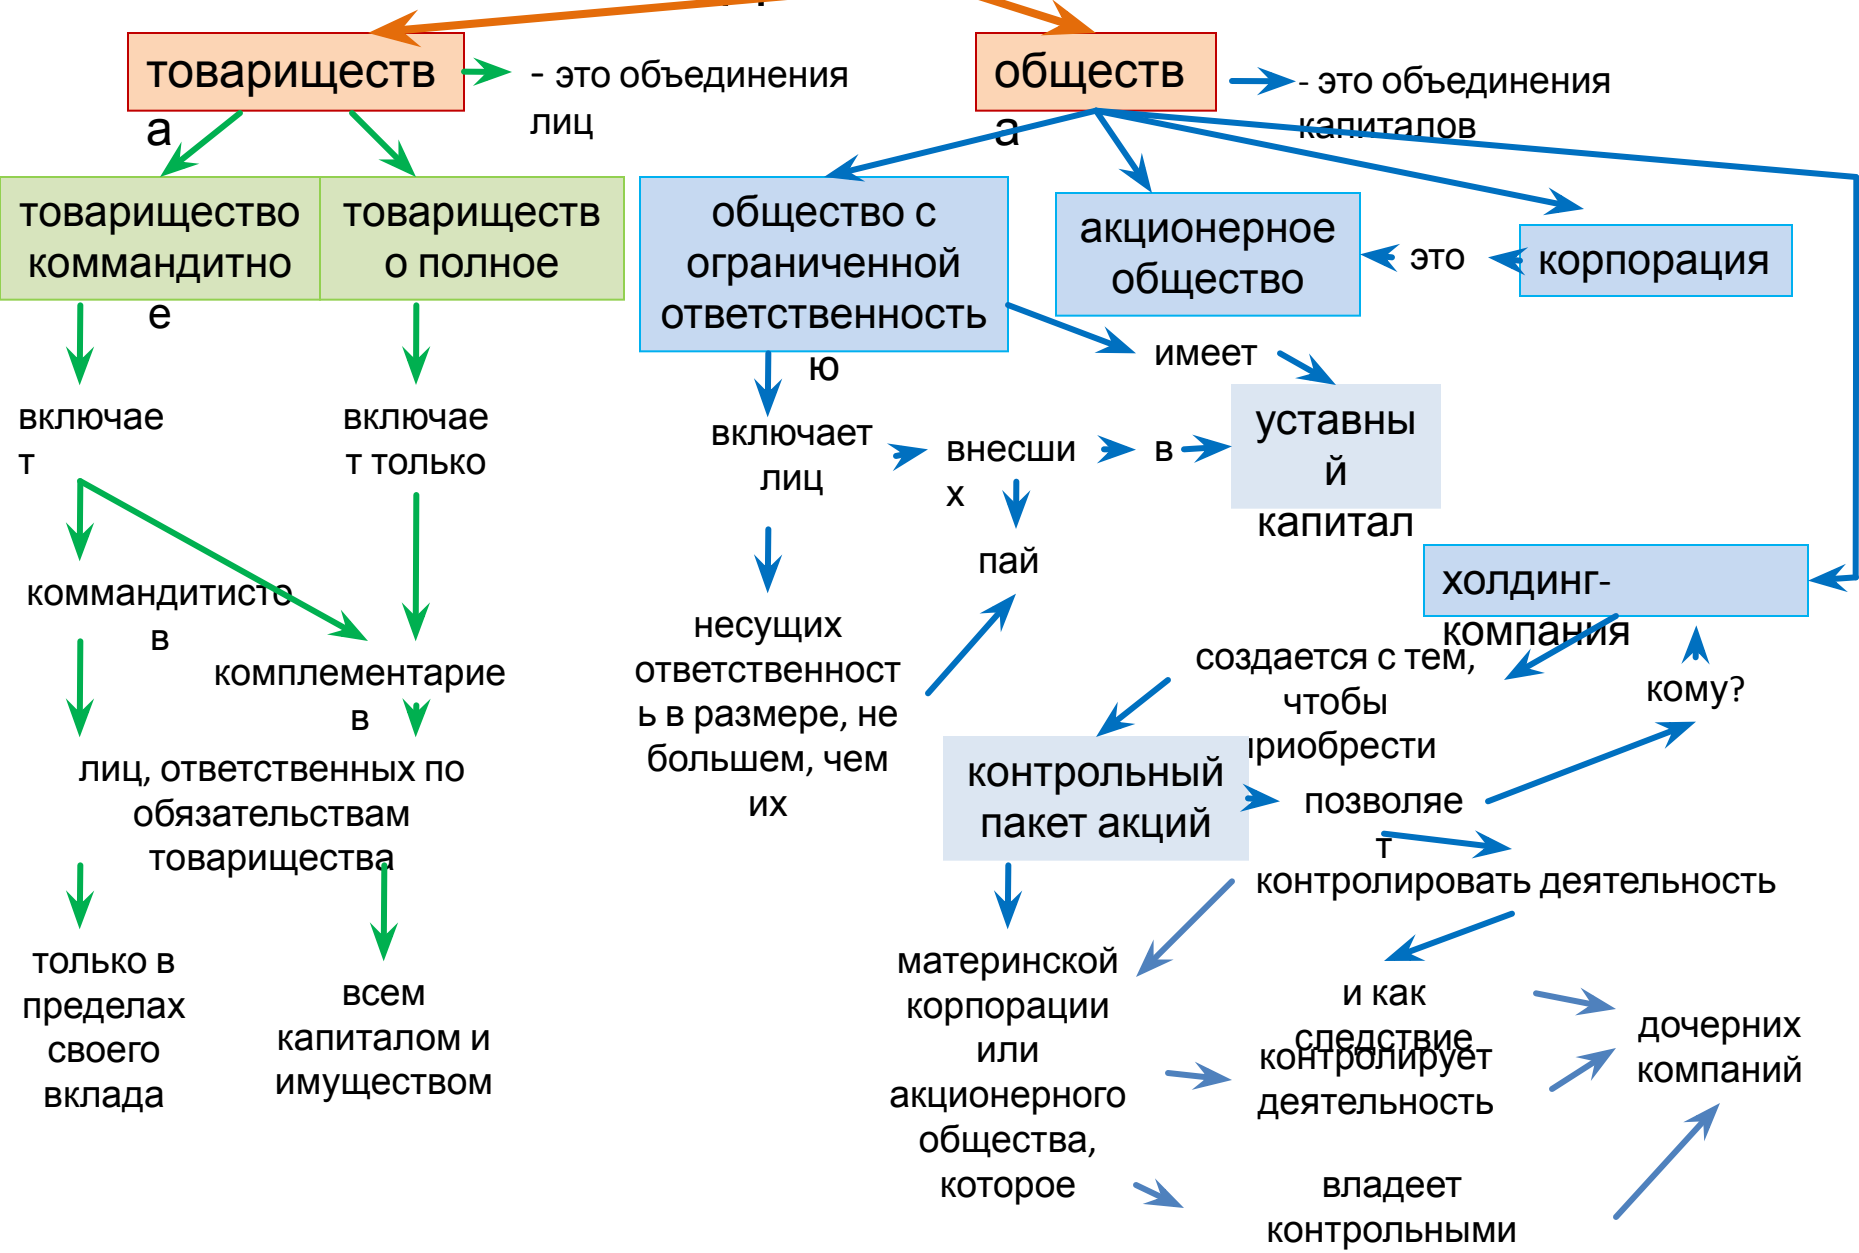 товариществ
а
- это объединения
лиц
обществ
а
- это объединения
капиталов
товарищество
коммандитно
е
товариществ
о полное
общество с
ограниченной
ответственность
ю
акционерное
общество
это
корпорация
имеет
включае
т
включае
т только
включает
лиц
внесши
х
в
уставны
й
капитал
пай
коммандитисто
в
комплементарие
в
несущих
ответственност
ь в размере, не
большем, чем
их
холдинг-
компания
создается с тем,
чтобы
приобрести
кому?
лиц, ответственных по
обязательствам
товарищества
контрольный
пакет акций
позволяе
т
контролировать деятельность
только в
пределах
своего
вклада
всем
капиталом и
имуществом
материнской
корпорации
или
акционерного
общества,
которое
и как
следствие
контролирует
деятельность
дочерних
компаний
владеет
контрольными